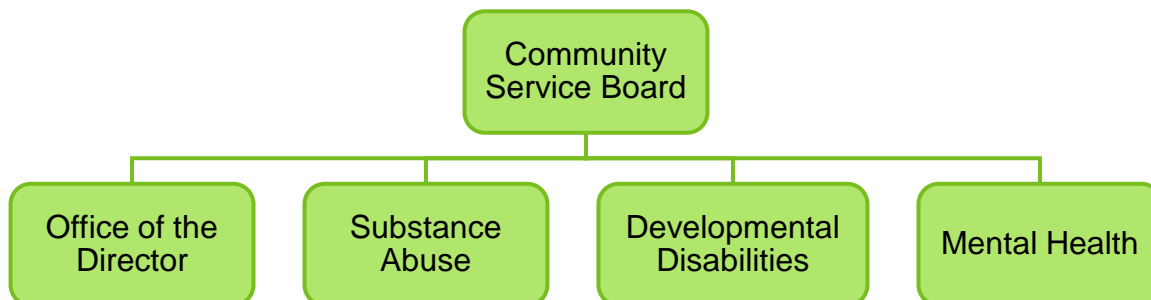 Community
Service Board
Office of the
Director
Substance
Abuse
Developmental
Disabilities
Mental Health